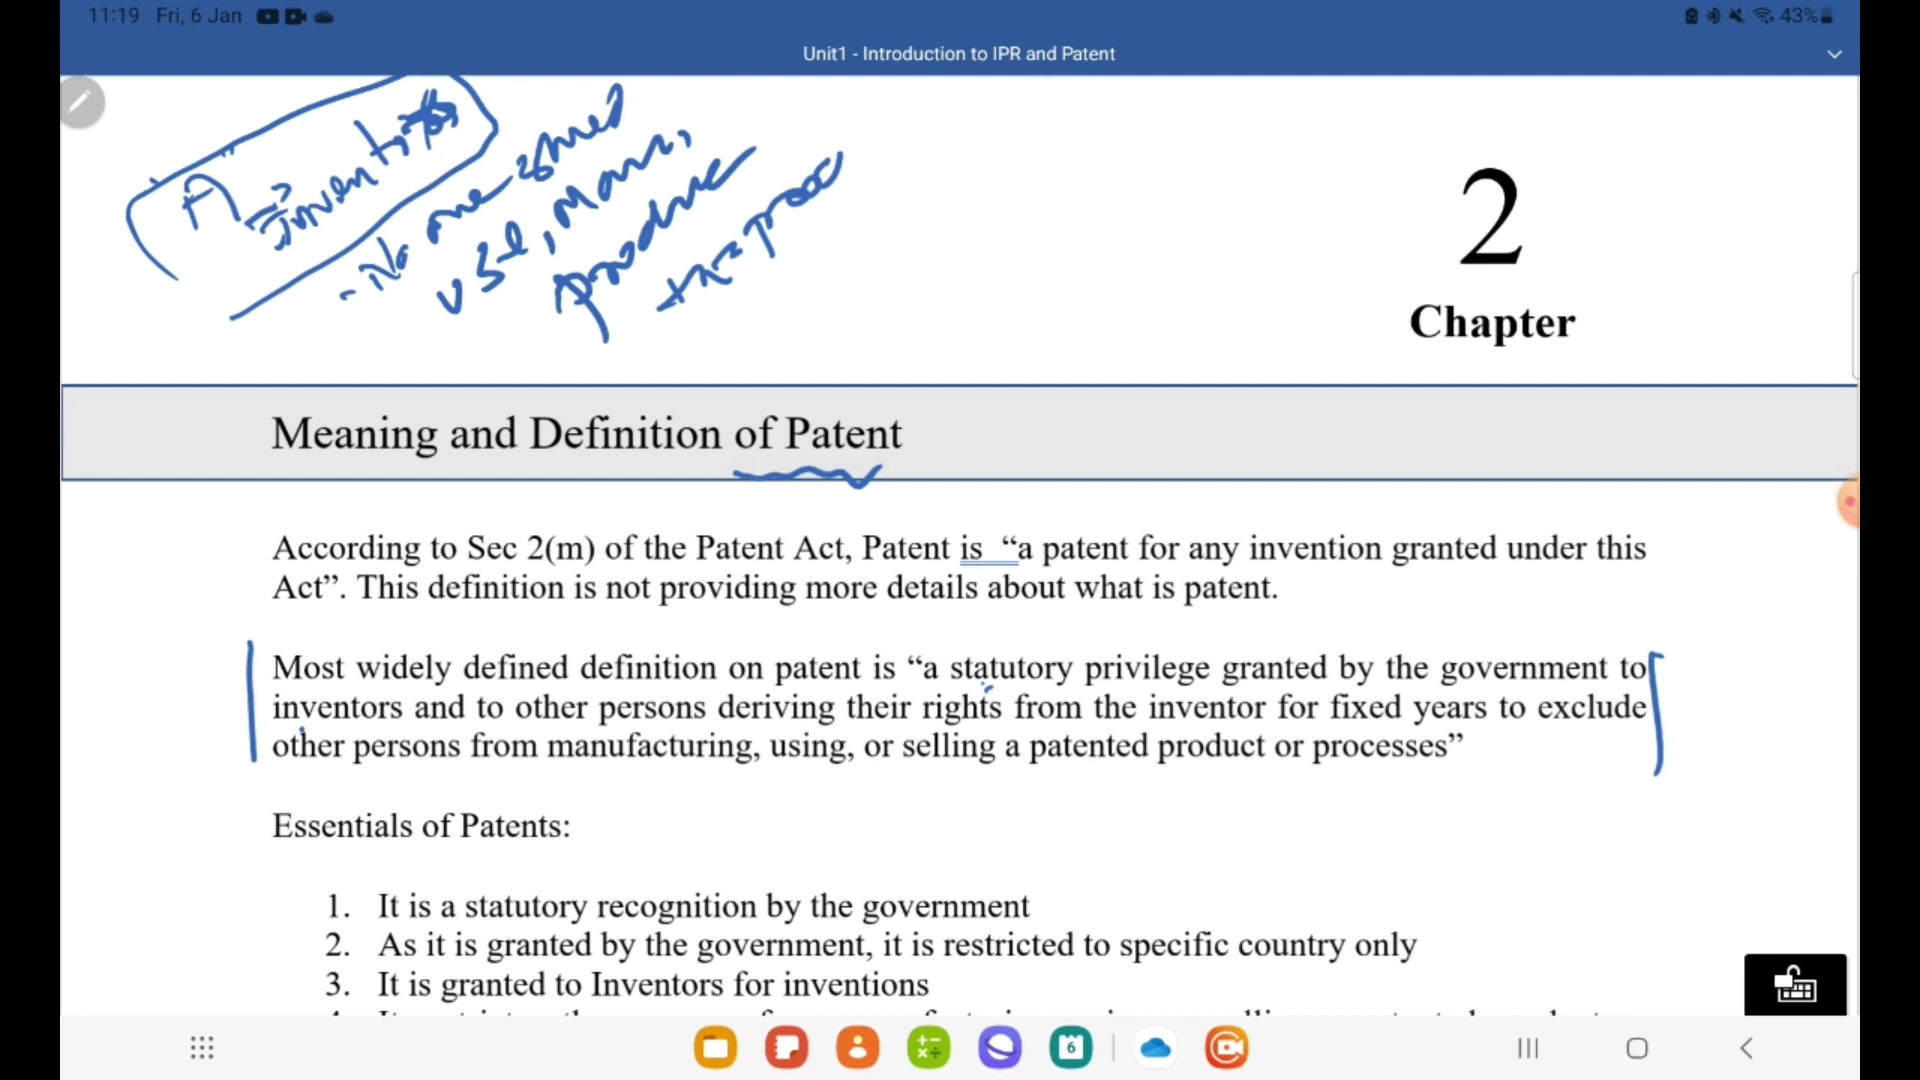 11:19 Fri, 6 Jan
43%
Unit1 - Introduction to IPR and Patent
A
- No one
product
2
Chapter
Meaning and Definition of Patent
According to Sec 2(m) of the Patent Act, Patent is “a patent for any invention granted under this
Act”. This definition is not providing more details about what is patent.
Most widely defined definition on patent is “a statutory privilege granted by the government to
inventors and to other persons deriving their rights from the inventor for fixed years to exclude
other persons from manufacturing, using, or selling a patented product or processes”
Essentials of Patents:
1. It is a statutory recognition by the government
2. As it is granted by the government, it is restricted to specific country only
3. It is granted to Inventors for inventions
6